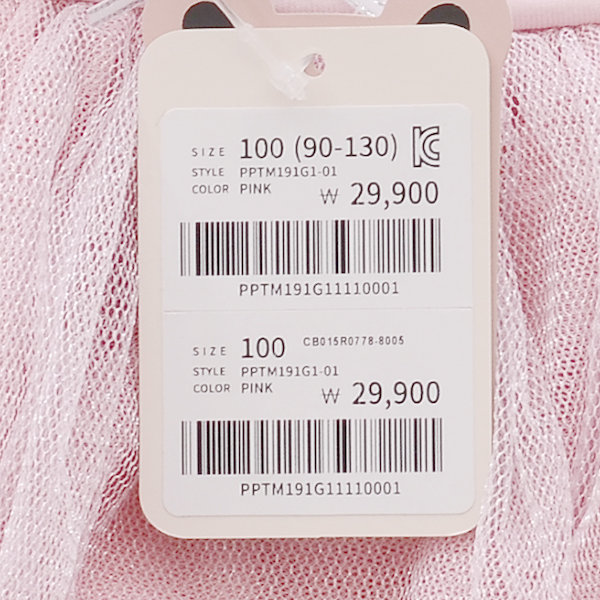 SIZE 100 (90-130) KC
STYLE PPTM191G1-01
COLOR PINK ₩ 29,900
PPTM191G11110001
SIZE 100 CB015R0778-8005
STYLE PPTM191G1-01
COLOR PINK ₩ 29,900
PPTM191G11110001